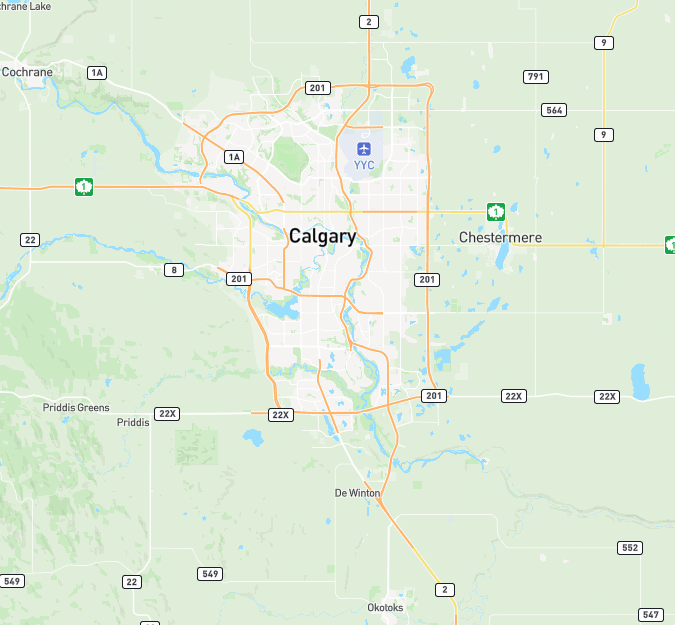 chrane Lake
2
9
Cochrane
1A
791
201
564
9
1A
YYC
1
1
22
Calgary
Chestermere
1
8
201
201
201
22X
22X
Priddis Greens
22X
22X
Priddis
De Winton
552
549
549
22
2
Okotoks
547